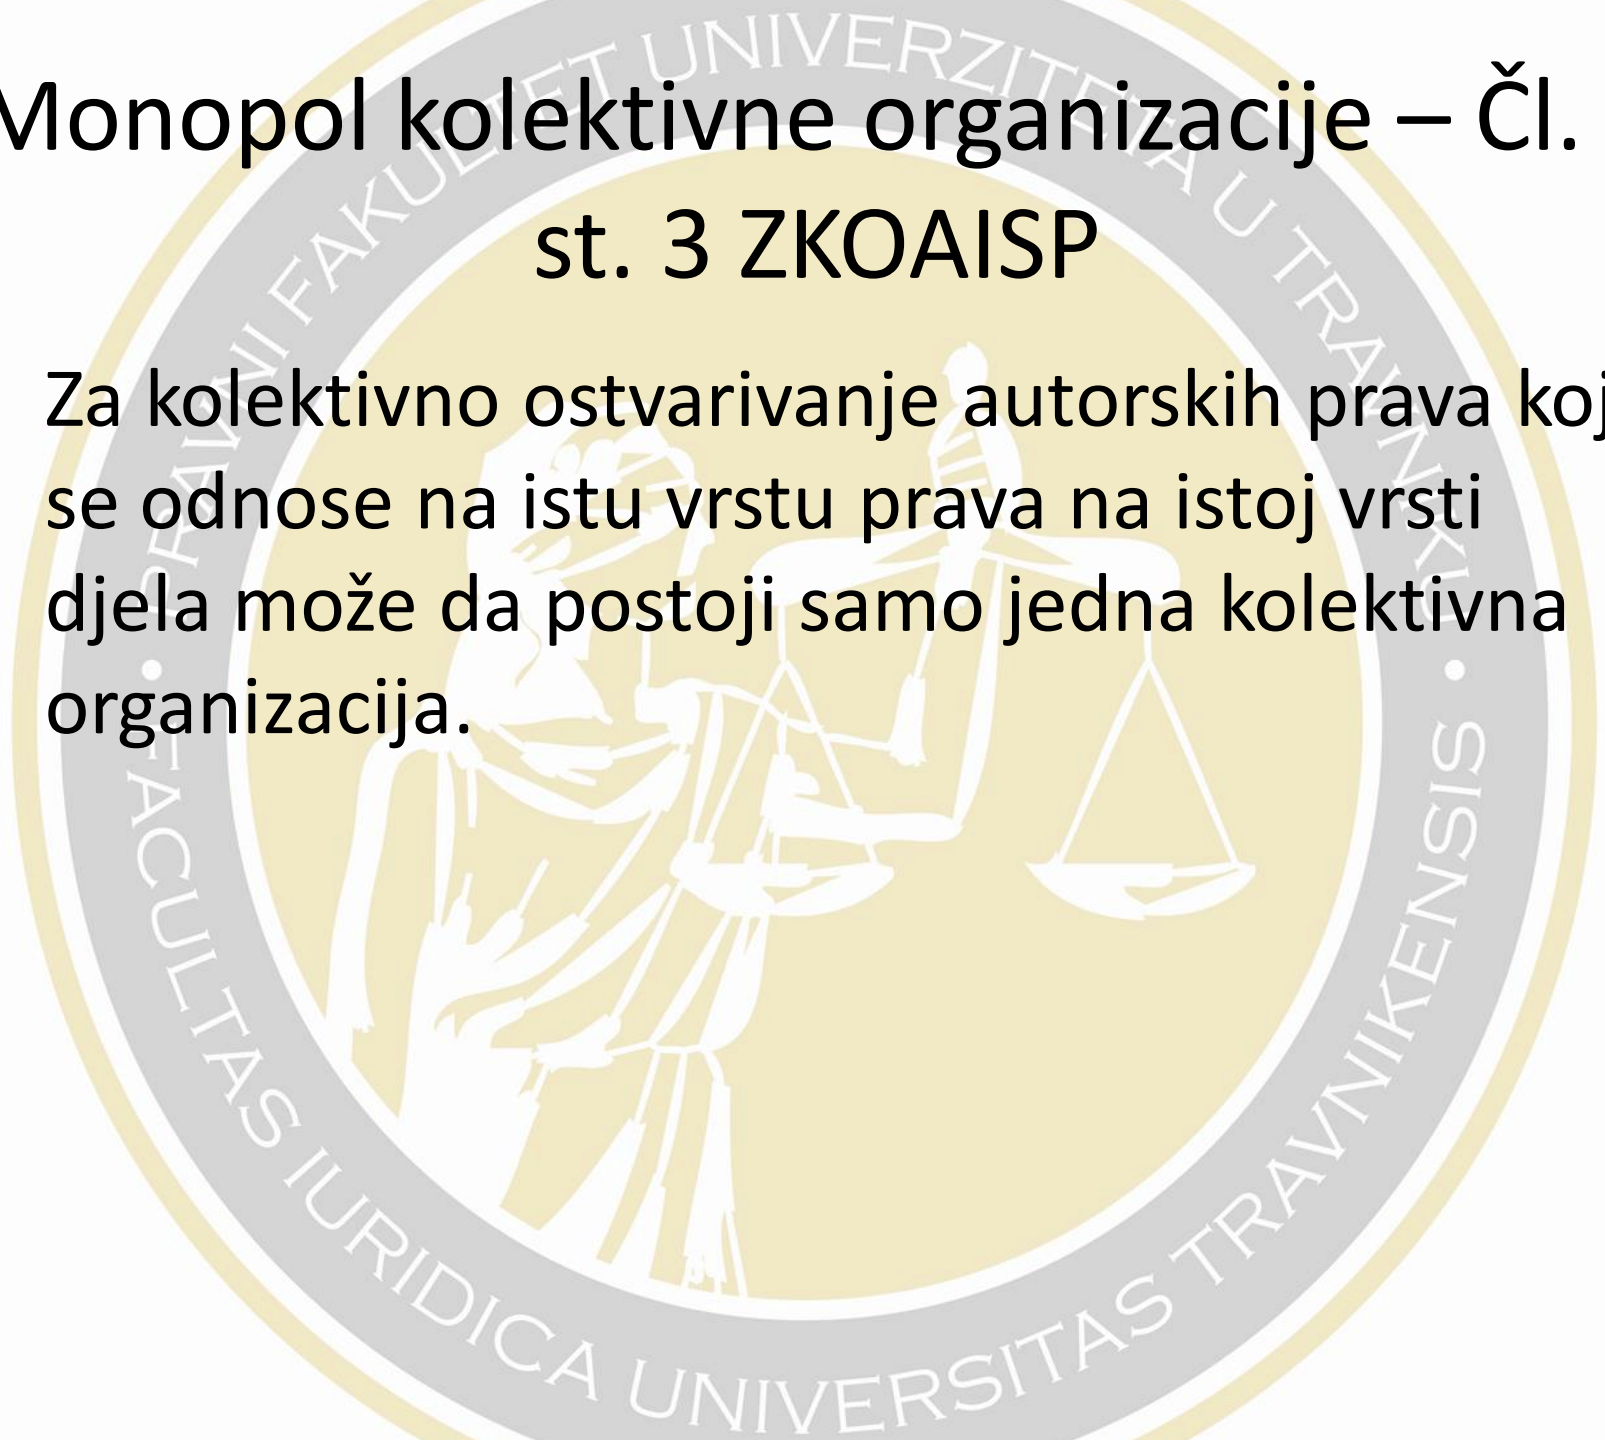 Monopol kolektivne organizacije – Čl.
st. 3 ZKOAISP
Za kolektivno ostvarivanje autorskih prava koj
se odnose na istu vrstu prava na istoj vrsti
djela može da postoji samo jedna kolektivna
organizacija.
PRAVNI FAKULTET UNIVERZITETA U TRAVNIKU
FACULTAS IURIDICA UNIVERSITAS TRAVNIKENSIS